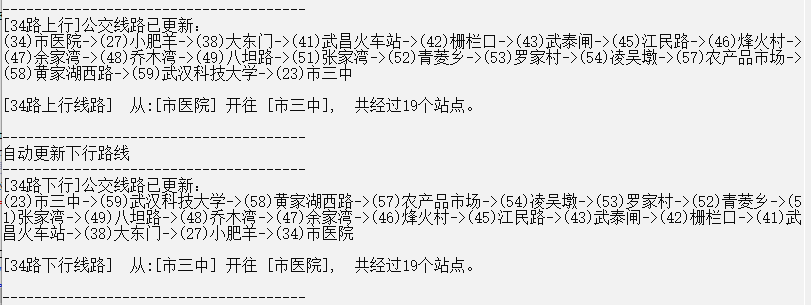 --------------------------------------
[34路上行]公交线路已更新:
(34)市医院->(27)小肥羊->(38)大东门->(41)武昌火车站->(42)栅栏口->(43)武泰闸->(45)江民路->(46)烽火村->
(47)余家湾->(48)乔木湾->(49)八坦路->(51)张家湾->(52)青菱乡->(53)罗家村->(54)凌吴墩->(57)农产品市场->
(58)黄家湖西路->(59)武汉科技大学->(23)市三中
[34路上行线路] 从:[市医院] 开往 [市三中], 共经过19个站点。
--------------------------------------
自动更新下行路线
--------------------------------------
[34路下行]公交线路已更新:
(23)市三中->(59)武汉科技大学->(58)黄家湖西路->(57)农产品市场->(54)凌吴墩->(53)罗家村->(52)青菱乡->(5
1)张家湾->(49)八坦路->(48)乔木湾->(47)余家湾->(46)烽火村->(45)江民路->(43)武泰闸->(42)栅栏口->(41)武
昌火车站->(38)大东门->(27)小肥羊->(34)市医院
[34路下行线路] 从:[市三中] 开往 [市医院], 共经过19个站点。
--------------------------------------